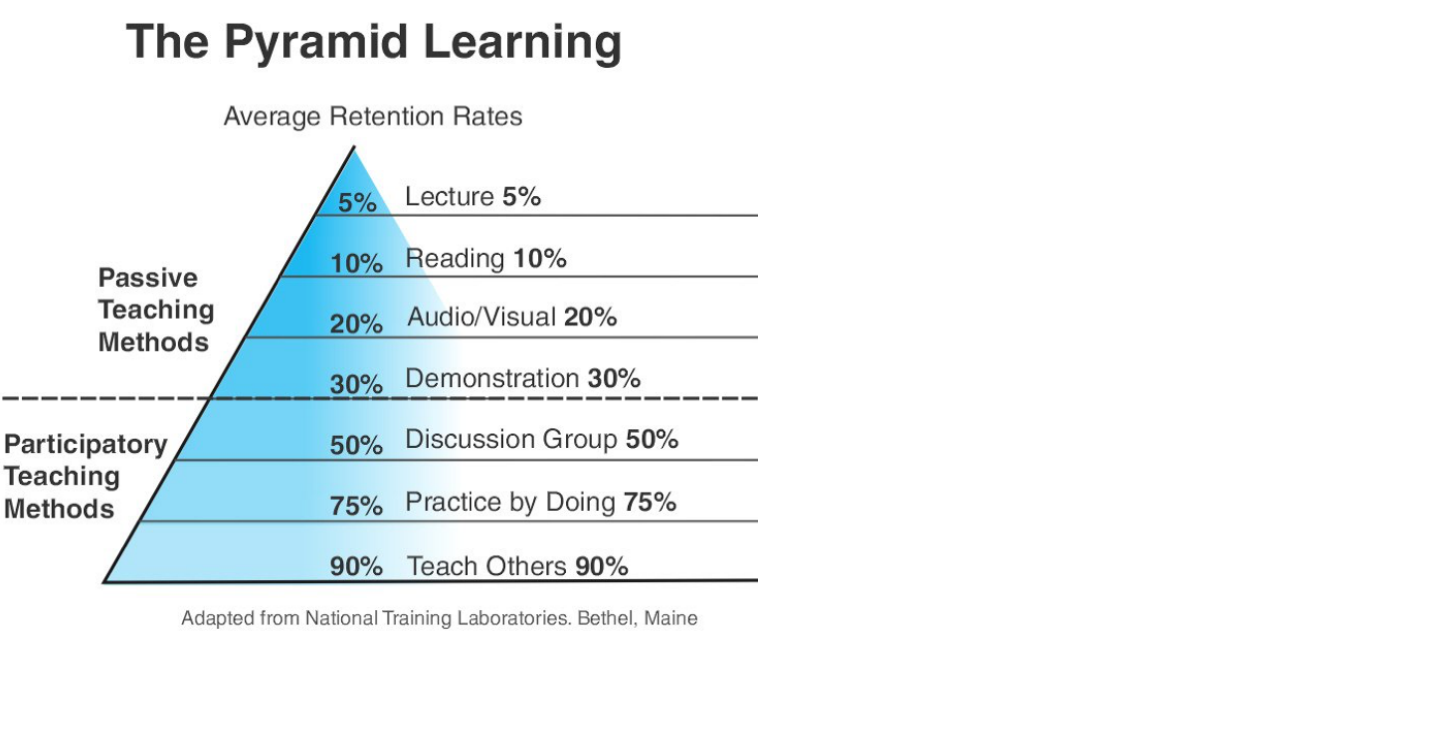 The Pyramid Learning
Average Retention Rates
5% Lecture 5%
10% Reading 10%
Passive
Teaching
Methods
20% Audio/Visual 20%
30% Demonstration 30%
Participatory
Teaching
Methods
50% Discussion Group 50%
75% Practice by Doing 75%
90% Teach Others 90%
Adapted from National Training Laboratories. Bethel, Maine